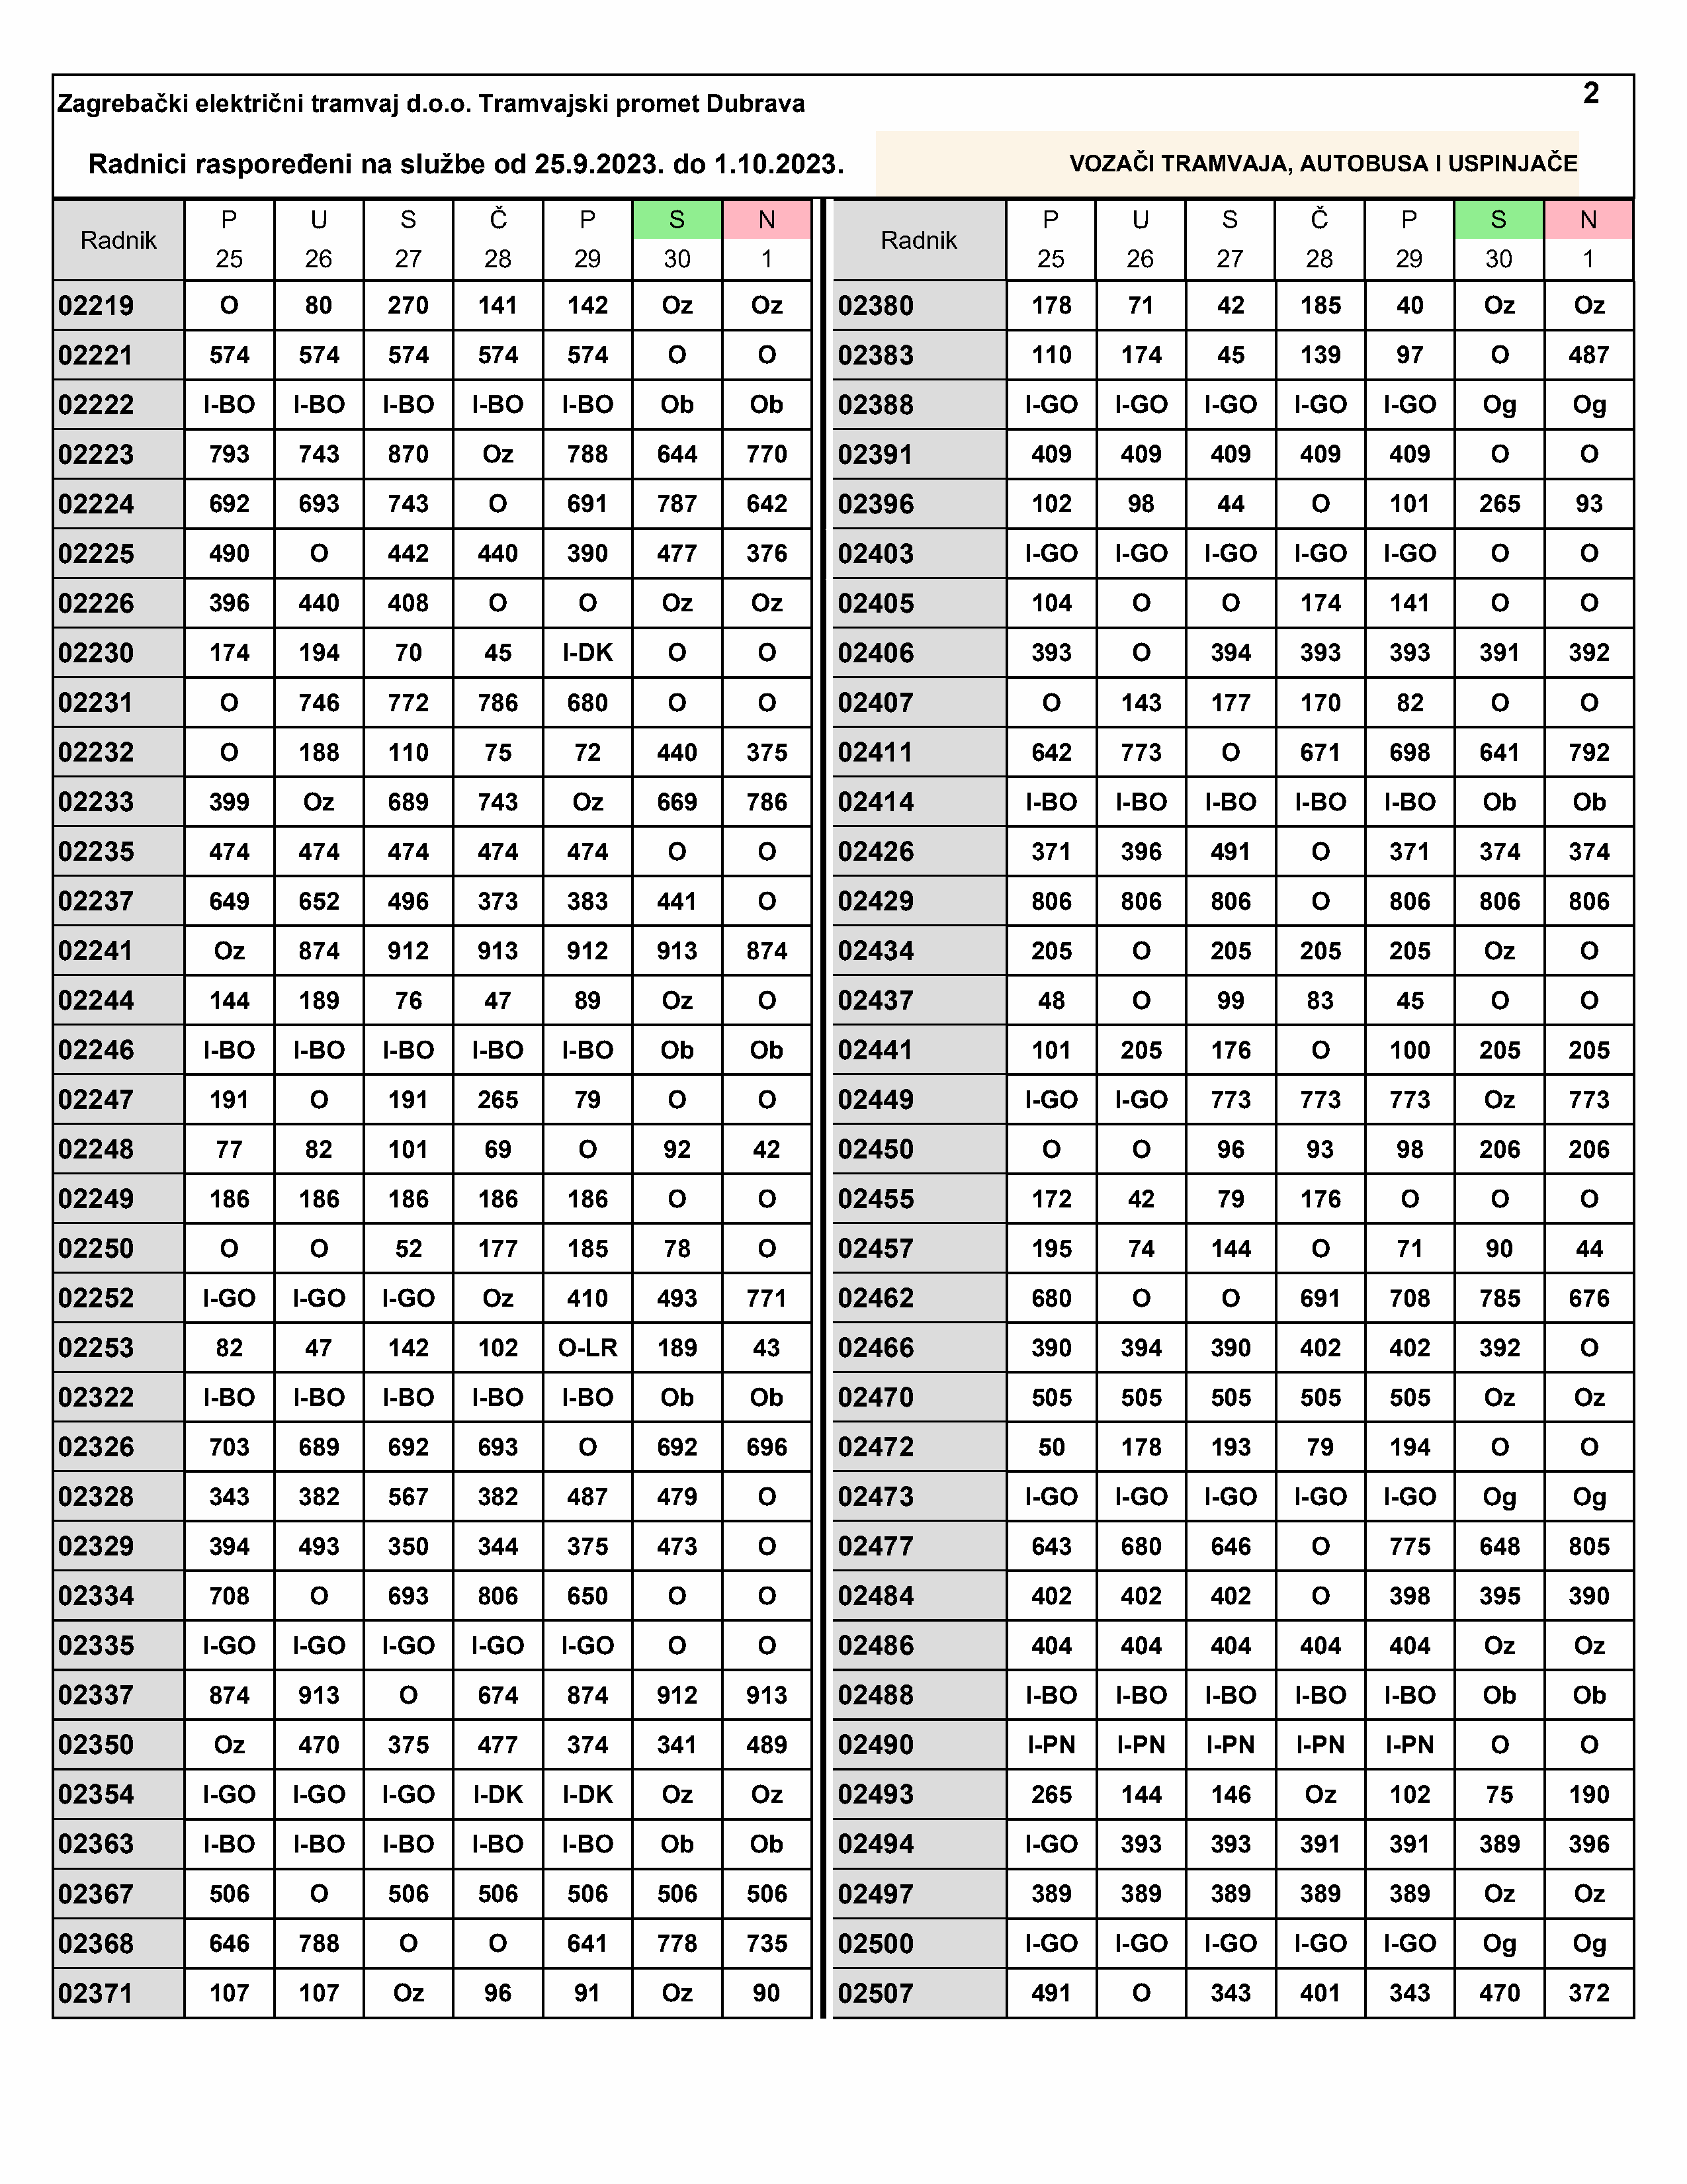 2
Zagrebački električni tramvaj d.o.o. Tramvajski promet Dubrava
Radnici raspoređeni na službe od 25.9.2023. do 1.10.2023. VOZAČI TRAMVAJA, AUTOBUSA I USPINJAČE
Radnik P U S Č P S N Radnik P U S Č P S N
25 26 27 28 29 30 1 25 26 27 28 29 30 1
02219 O 80 270 141 142 Oz Oz 02380 178 71 42 185 40 Oz Oz
02221 574 574 574 574 574 O O 02383 110 174 45 139 97 O 487
02222 I-BO I-BO I-BO I-BO I-BO Ob Ob 02388 I-GO I-GO I-GO I-GO I-GO Og Og
02223 793 743 870 Oz 788 644 770 02391 409 409 409 409 409 O O
02224 692 693 743 O 691 787 642 02396 102 98 44 O 101 265 93
02225 490 O 442 440 390 477 376 02403 I-GO I-GO I-GO I-GO I-GO O O
02226 396 440 408 O O Oz Oz 02405 104 O O 174 141 O O
02230 174 194 70 45 I-DK O O 02406 393 O 394 393 393 391 392
02231 O 746 772 786 680 O O 02407 O 143 177 170 82 O O
02232 O 188 110 75 72 440 375 02411 642 773 O 671 698 641 792
02233 399 Oz 689 743 Oz 669 786 02414 I-BO I-BO I-BO I-BO I-BO Ob Ob
02235 474 474 474 474 474 O O 02426 371 396 491 O 371 374 374
02237 649 652 496 373 383 441 O 02429 806 806 806 O 806 806 806
02241 Oz 874 912 913 912 913 874 02434 205 O 205 205 205 Oz O
02244 144 189 76 47 89 Oz O 02437 48 O 99 83 45 O O
02246 I-BO I-BO I-BO I-BO I-BO Ob Ob 02441 101 205 176 O 100 205 205
02247 191 O 191 265 79 O O 02449 I-GO I-GO 773 773 773 Oz 773
02248 77 82 101 69 O 92 42 02450 O O 96 93 98 206 206
02249 186 186 186 186 186 O O 02455 172 42 79 176 O O O
02250 O O 52 177 185 78 O 02457 195 74 144 O 71 90 44
02252 I-GO I-GO I-GO Oz 410 493 771 02462 680 O O 691 708 785 676
02253 82 47 142 102 O-LR 189 43 02466 390 394 390 402 402 392 O
02322 I-BO I-BO I-BO I-BO I-BO Ob Ob 02470 505 505 505 505 505 Oz Oz
02326 703 689 692 693 O 692 696 02472 50 178 193 79 194 O O
02328 343 382 567 382 487 479 O 02473 I-GO I-GO I-GO I-GO I-GO Og Og
02329 394 493 350 344 375 473 O 02477 643 680 646 O 775 648 805
02334 708 O 693 806 650 O O 02484 402 402 402 O 398 395 390
02335 I-GO I-GO I-GO I-GO I-GO O O 02486 404 404 404 404 404 Oz Oz
02337 874 913 O 674 874 912 913 02488 I-BO I-BO I-BO I-BO I-BO Ob Ob
02350 Oz 470 375 477 374 341 489 02490 I-PN I-PN I-PN I-PN I-PN O O
02354 I-GO I-GO I-GO I-DK I-DK Oz Oz 02493 265 144 146 Oz 102 75 190
02363 I-BO I-BO I-BO I-BO I-BO Ob Ob 02494 I-GO 393 393 391 391 389 396
02367 506 O 506 506 506 506 506 02497 389 389 389 389 389 Oz Oz
02368 646 788 O O 641 778 735 02500 I-GO I-GO I-GO I-GO I-GO Og Og
02371 107 107 Oz 96 91 Oz 90 02507 491 O 343 401 343 470 372